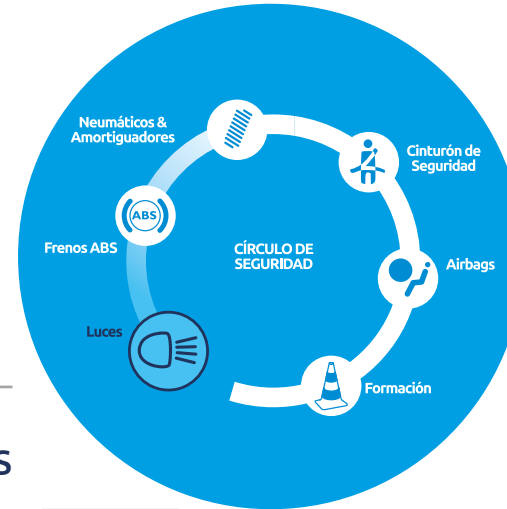 Neumáticos &
Amortiguadores
Cinturón de
Seguridad
ABS
Frenos ABS
CÍRCULO DE
SEGURIDAD
Airbags
Luces
Formación
S